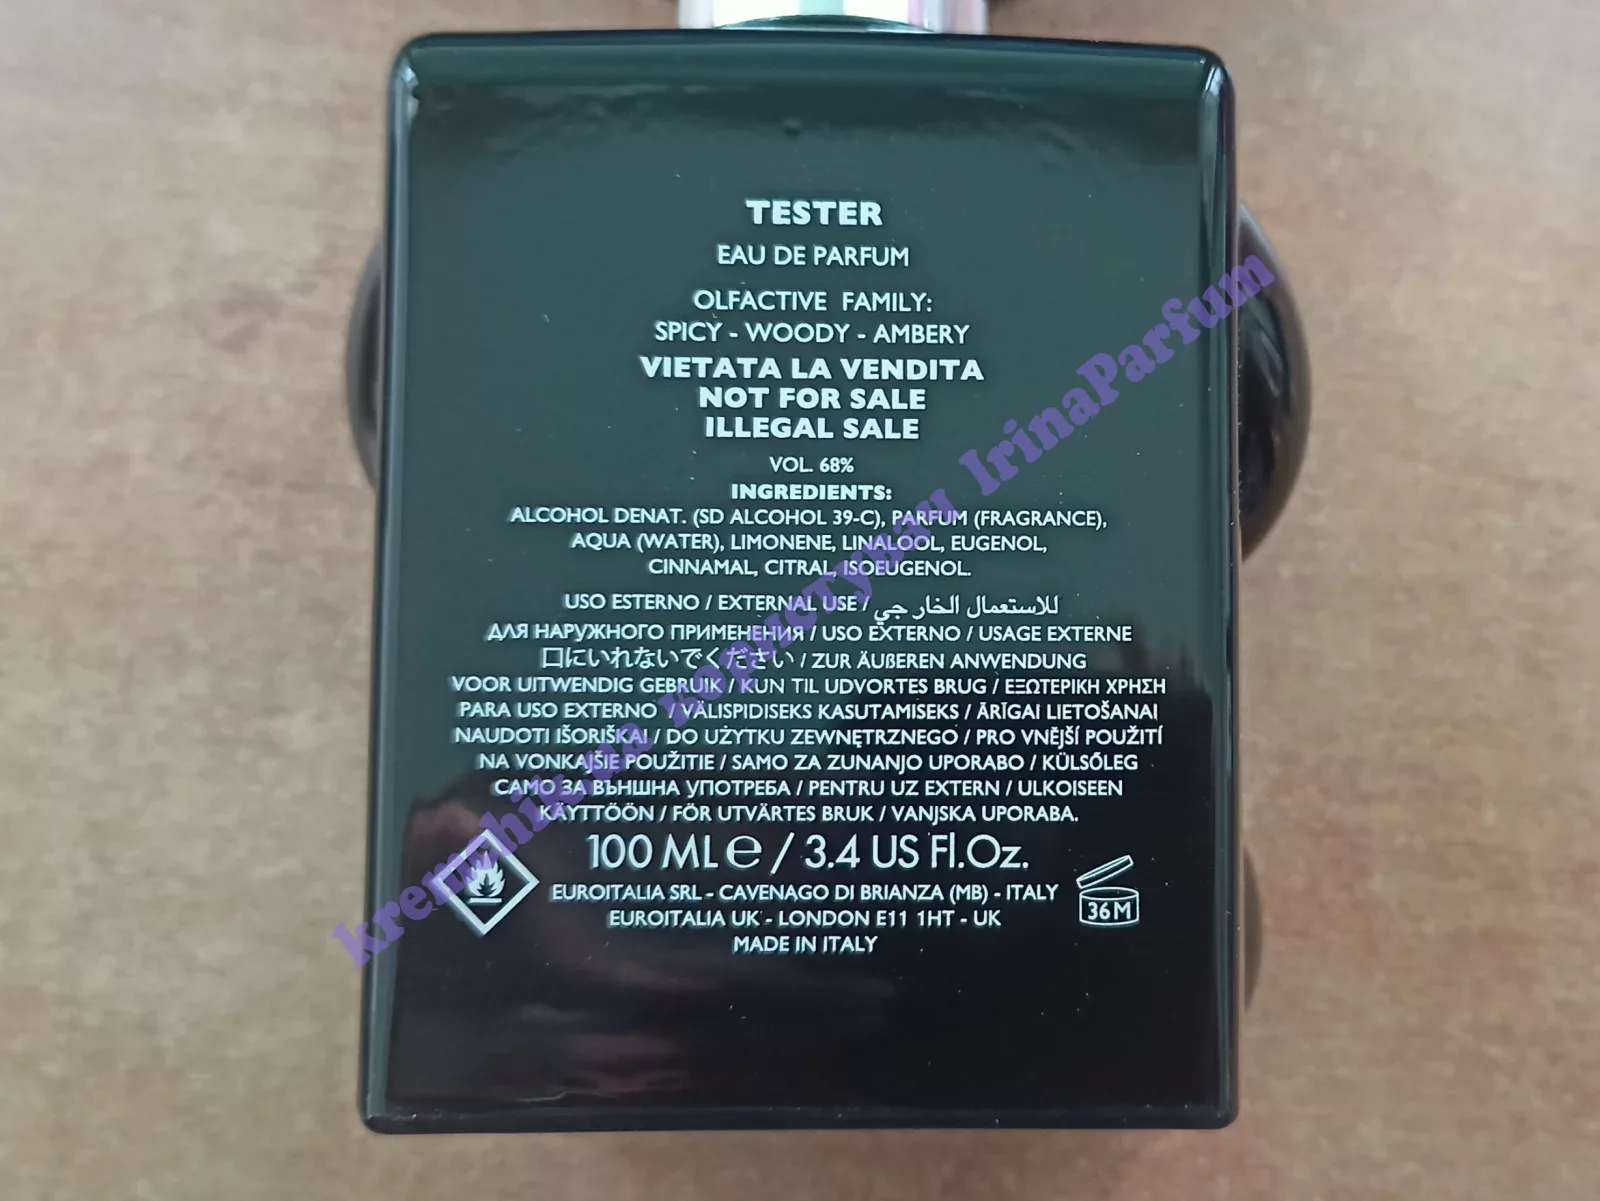 TESTER
EAU DE PARFUM
OLFACTIVE FAMILY:
SPICY - WOODY - AMBERY
VIETATA LA VENDITA
NOT FOR SALE
ILLEGAL SALE
VOL. 68%
INGREDIENTS:
ALCOHOL DENAT. (SD ALCOHOL 39-C), PARFUM (FRAGRANCE),
AQUA (WATER), LIMONENE, LINALOOL, EUGENOL,
CINNAMAL, CITRAL, ISOEUGENOL.
USO ESTERNO / EXTERNAL USE / للاستعمال الخارجي
ДЛЯ НАРУЖНОГО ПРИМЕНЕНИЯ / USO EXTERNO / USAGE EXTERNE
口にいれないでください / ZUR ÄUßEREN ANWENDUNG
VOOR UITWENDIG GEBRUIK / KUN TIL UDVORTES BRUG / ΕΞΩΤΕΡΙΚΗ ΧΡΗΣΗ
PARA USO EXTERNO / VÄLISPIDISEKS KASUTAMISEKS / ĀRĪGAI LIETOŠANAI
NAUDOTI IŠORIŠKAI / DO UŻYTKU ZEWNĘTRZNEGO / PRO VNĚJŠÍ POUŽITÍ
NA VONKAJŠIE POUŽITIE / SAMO ZA ZUNANJO UPORABO / KÜLSŐLEG
САМО ЗА ВЪНШНА УПОТРЕБА / PENTRU UZ EXTERN / ULKOISEEN
KÄYTTÖÖN / FÖR UTVÄRTES BRUK / VANJSKA UPORABA.
100 ML e / 3.4 US Fl.Oz.
EUROITALIA SRL - CAVENAGO DI BRIANZA (MB) - ITALY
36M
EUROITALIA UK - LONDON E11 1HT - UK
MADE IN ITALY
kremzhik.ua користувач IrinaParfum